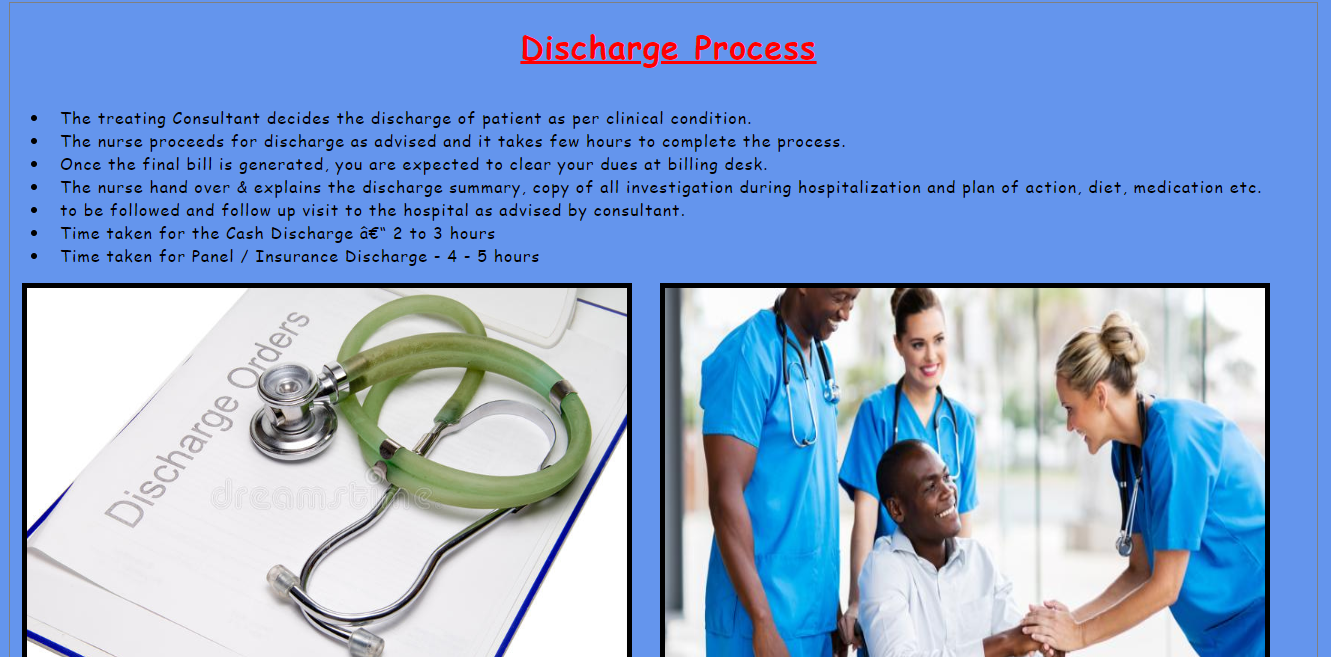 Discharge Process
The treating Consultant decides the discharge of patient as per clinical condition.
The nurse proceeds for discharge as advised and it takes few hours to complete the process.
Once the final bill is generated, you are expected to clear your dues at billing desk.
The nurse hand over & explains the discharge summary, copy of all investigation during hospitalization and plan of action, diet, medication etc.
to be followed and follow up visit to the hospital as advised by consultant.
Time taken for the Cash Discharge â€“ 2 to 3 hours
Time taken for Panel / Insurance Discharge - 4 - 5 hours
Discharge Orders
dreamstime